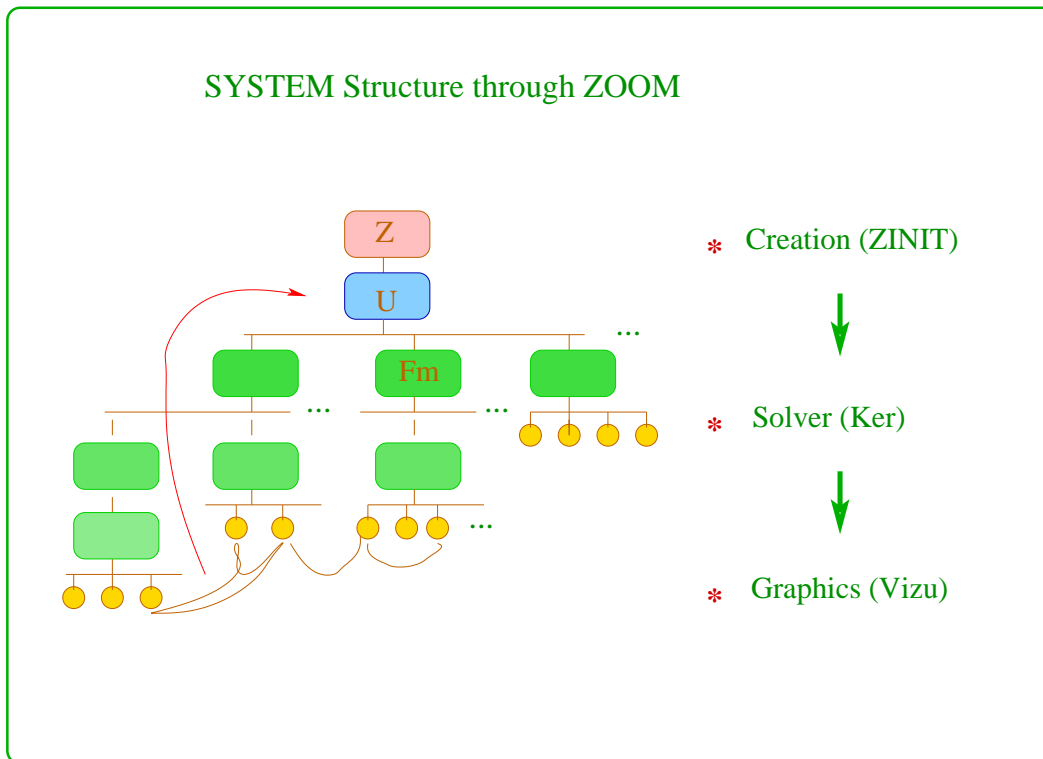 SYSTEM Structure through ZOOM
Z
* Creation (ZINIT)
U
...
Fm
... ...
* Solver (Ker)
...
* Graphics (Vizu)